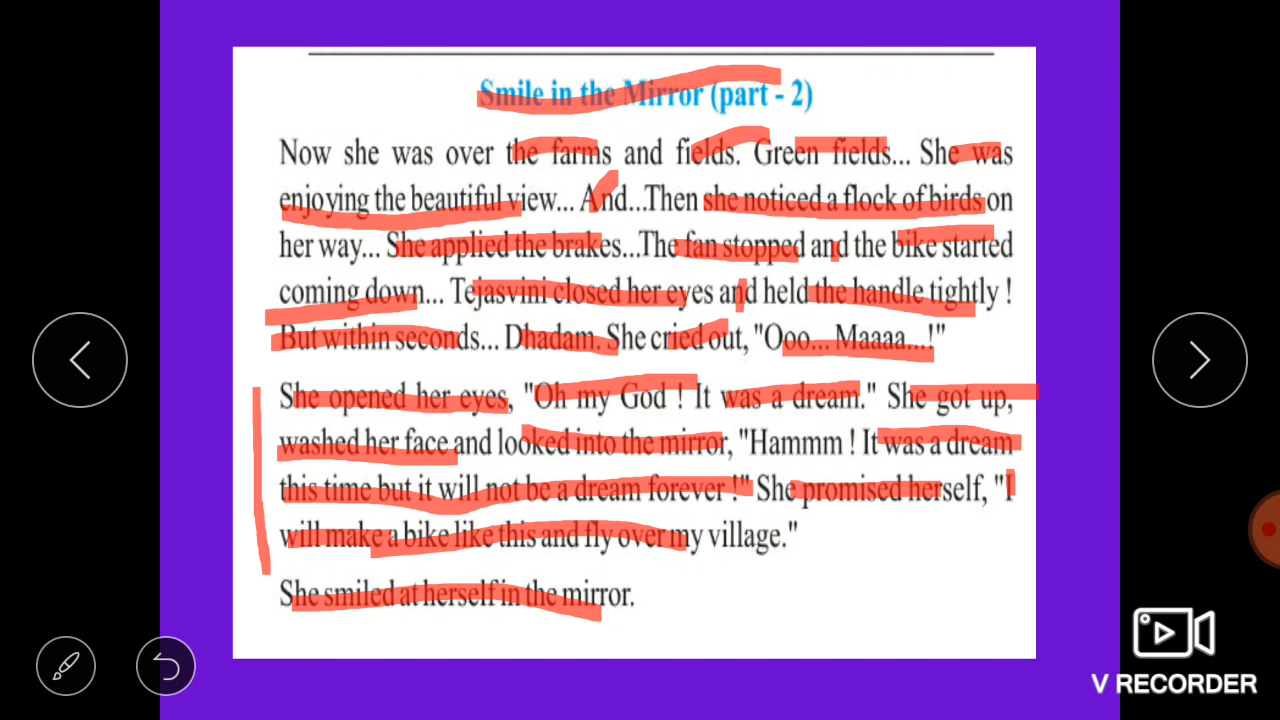 Smile in the Mirror (part - 2)
Now she was over the farms and fields. Green fields... She was
enjoying the beautiful view... And...Then she noticed a flock of birds on
her way... She applied the brakes...The fan stopped and the bike started
coming down... Tejasvini closed her eyes and held the handle tightly !
But within seconds... Dhadam. She cried out, "Ooo... Maaaa...!"
She opened her eyes, "Oh my God ! It was a dream." She got up,
washed her face and looked into the mirror, "Hammm ! It was a dream
this time but it will not be a dream forever !" She promised herself, "I
will make a bike like this and fly over my village."
She smiled at herself in the mirror.
V RECORDER